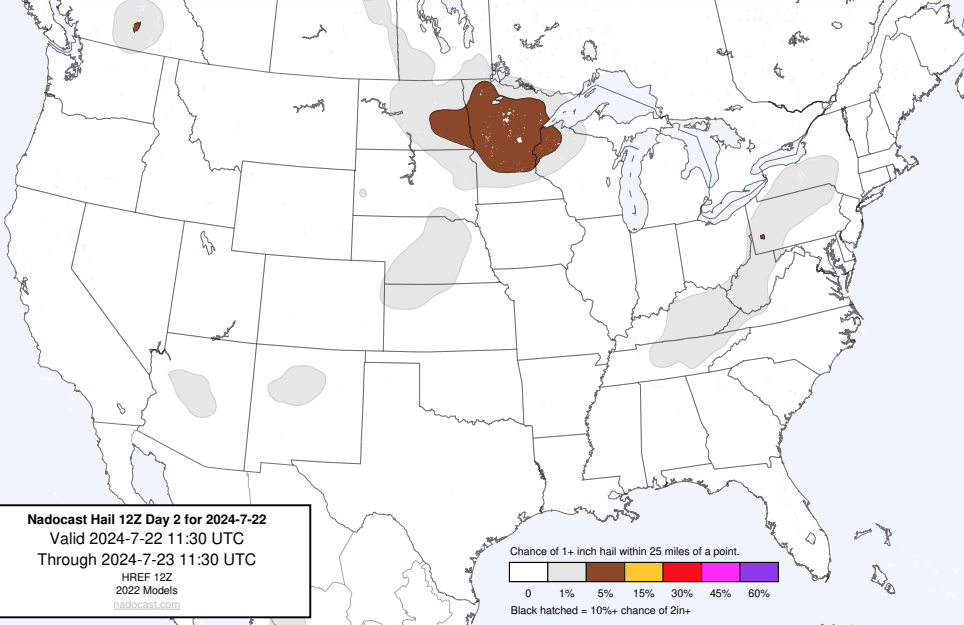 Nadocast Hail 12Z Day 2 for 2024-7-22
Valid 2024-7-22 11:30 UTC
Through 2024-7-23 11:30 UTC
HREF 12Z
2022 Models
nadocast.com
Chance of 1+ inch hail within 25 miles of a point.
0 1% 5% 15% 30% 45% 60%
Black hatched = 10%+ chance of 2in+